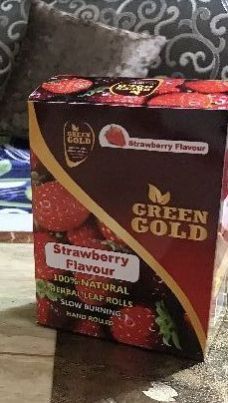 GREEN
GOLD
Strawberry Flavour
GREEN
GOLD
Strawberry
Flavour
100% NATURAL
HERBAL LEAF ROLLS
SLOW BURNING
HAND ROLLED